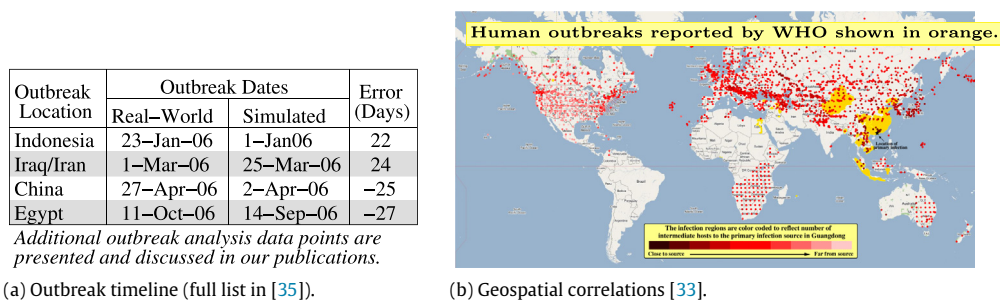 Outbreak Location Outbreak Dates Error (Days)
Real–World Simulated
Indonesia 23–Jan–06 1–Jan06 22
Iraq/Iran 1–Mar–06 25–Mar–06 24
China 27–Apr–06 2–Apr–06 –25
Egypt 11–Oct–06 14–Sep–06 –27
Additional outbreak analysis data points are
presented and discussed in our publications.
(a) Outbreak timeline (full list in [35]).
Human outbreaks reported by WHO shown in orange.
Location of
primary infection
The infection regions are color coded to reflect number of
intermediate hosts to the primary infection source in Guangdong
Close to source Far from source
(b) Geospatial correlations [33].